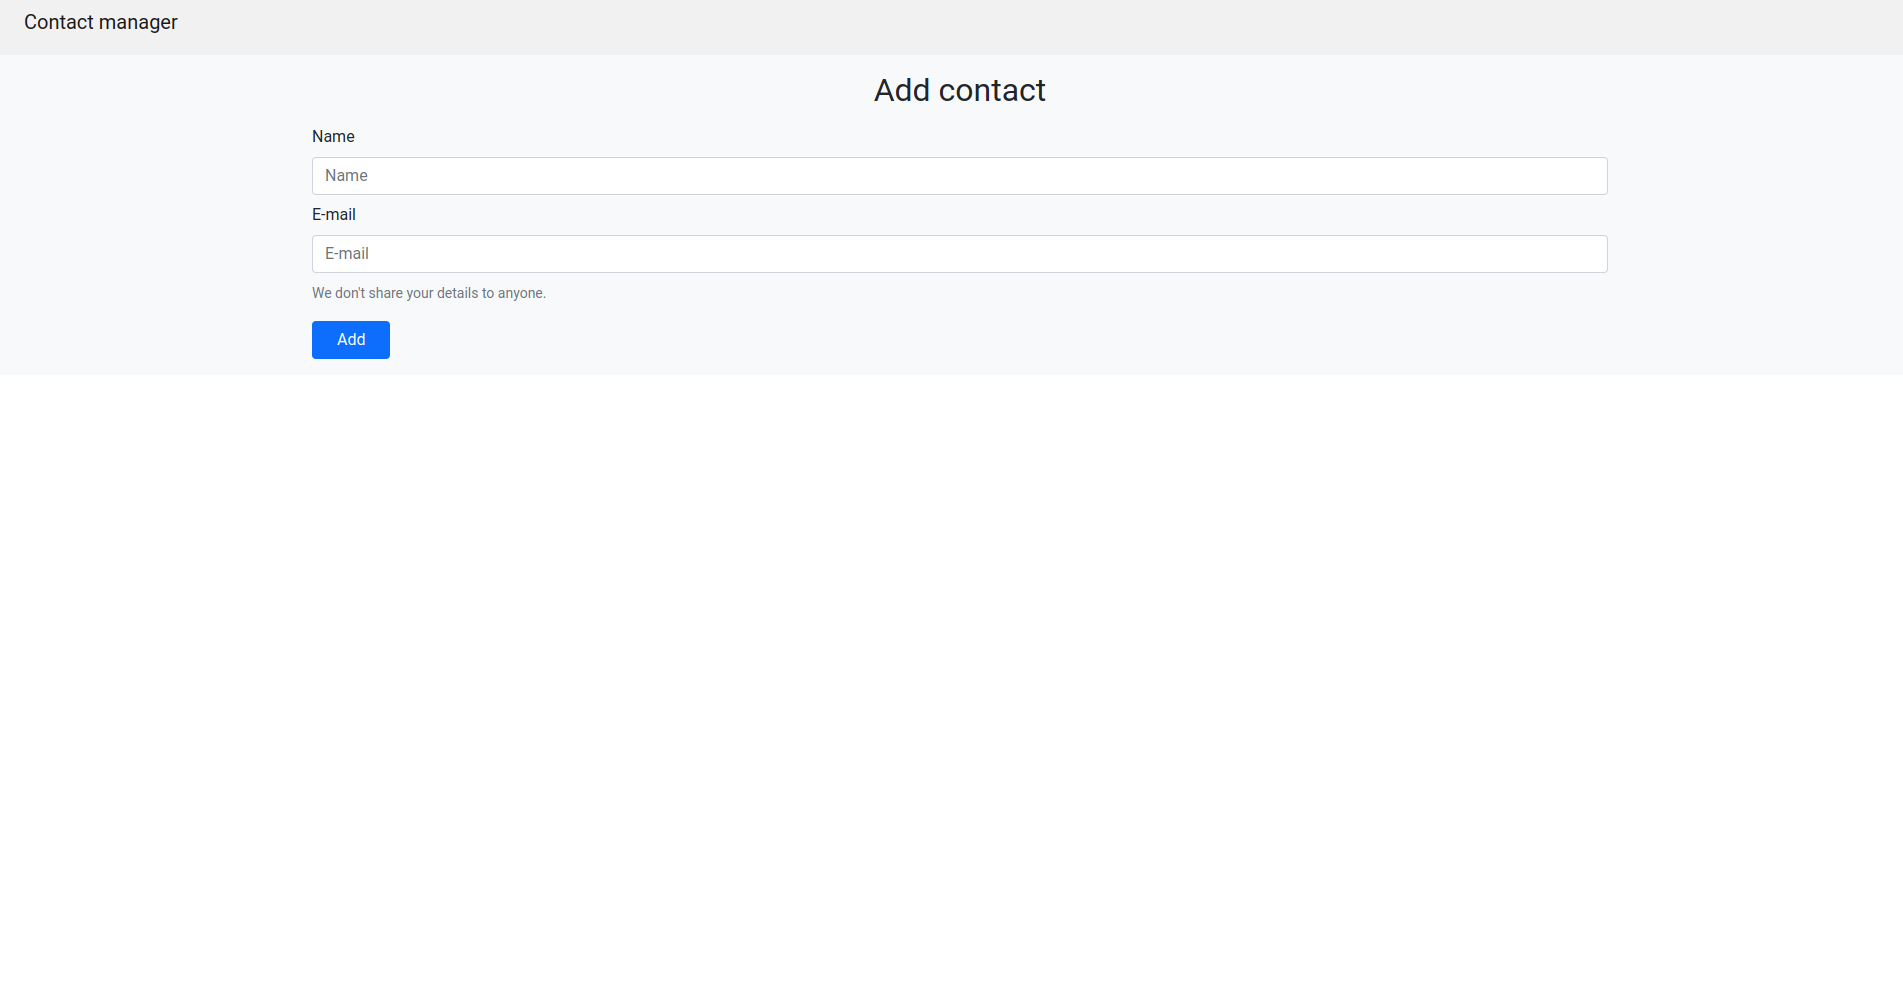 Contact manager
Add contact
Name
Name
E-mail
E-mail
We don't share your details to anyone.
Add